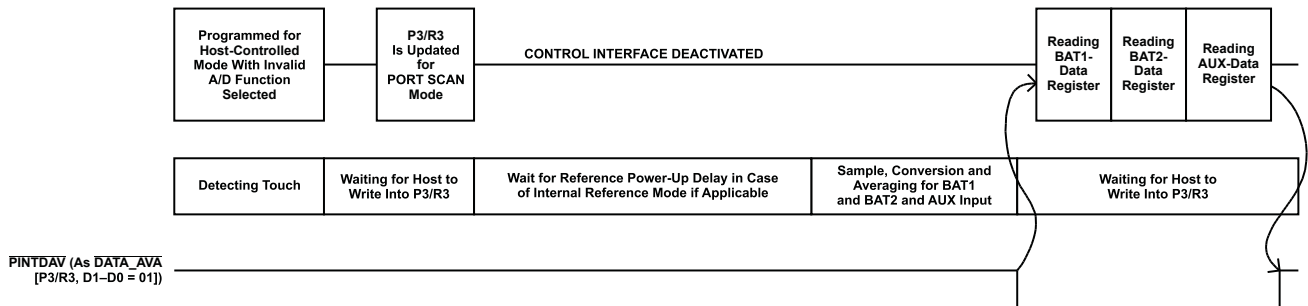 Programmed for
Host-Controlled
Mode With Invalid
A/D Function
Selected
P3/R3
Is Updated
for
PORT SCAN
Mode
CONTROL INTERFACE DEACTIVATED
Reading
BAT1-
Data
Register
Reading
BAT2-
Data
Register
Reading
AUX-Data
Register
Detecting Touch
Waiting for Host to
Write Into P3/R3
Wait for Reference Power-Up Delay in Case
of Internal Reference Mode if Applicable
Sample, Conversion and
Averaging for BAT1
and BAT2 and AUX Input
Waiting for Host to
Write Into P3/R3
PINTDAV (As DATA_AVA
[P3/R3, D1–D0 = 01])